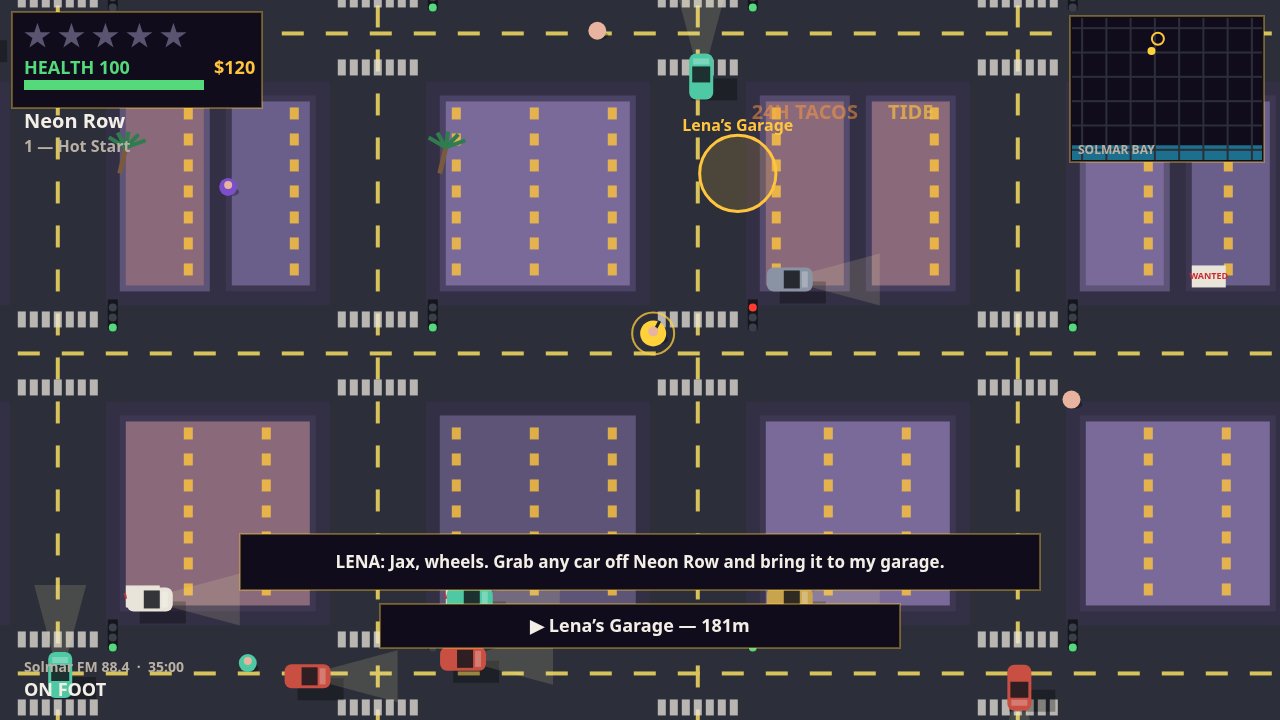 HEALTH 100 $120
Neon Row
1 — Hot Start
24H TACOS
TIDE
Lena’s Garage
SOLMAR BAY
WANTED
LENA: Jax, wheels. Grab any car off Neon Row and bring it to my garage.
▶ Lena’s Garage — 181m
Solmar FM 88.4 · 35:00
ON FOOT